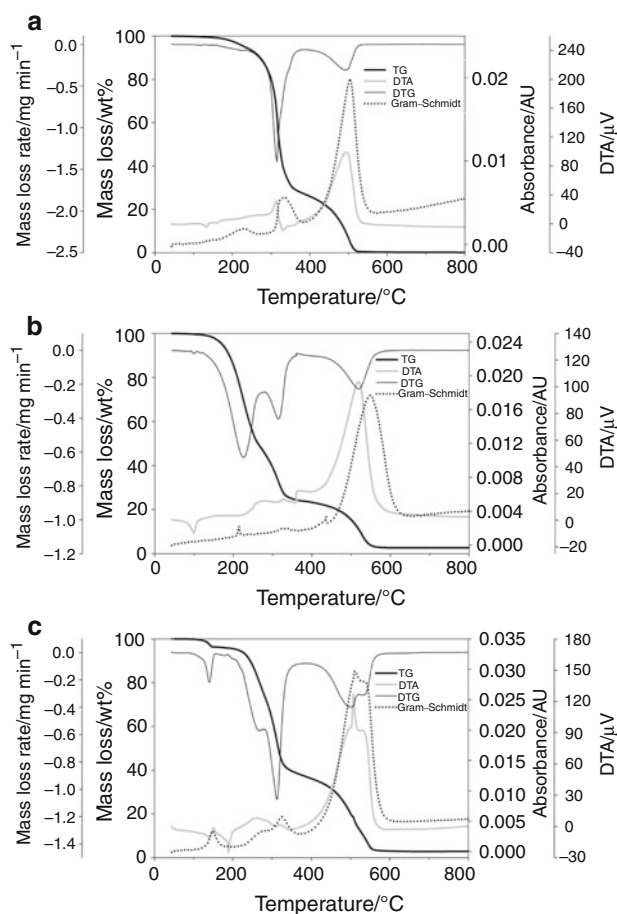 a
Mass loss rate/mg min⁻¹
0.0
−0.5
−1.0
−1.5
−2.0
−2.5
Mass loss/wt%
100
80
60
40
20
0
TG
DTA
DTG
Gram–Schmidt
0.02
0.01
0.00
Absorbance/AU
240
200
160
120
80
40
0
−40
DTA/μV
0 200 400 600 800
Temperature/°C
b
Mass loss rate/mg min⁻¹
0.0
−0.2
−0.4
−0.6
−0.8
−1.0
−1.2
Mass loss/wt%
100
80
60
40
20
0
TG
DTA
DTG
Gram–Schmidt
0.024
0.020
0.016
0.012
0.008
0.004
0.000
Absorbance/AU
140
120
100
80
60
40
20
0
−20
DTA/μV
0 200 400 600 800
Temperature/°C
c
Mass loss rate/mg min⁻¹
0.0
−0.2
−0.4
−0.6
−0.8
−1.0
−1.2
−1.4
Mass loss/wt%
100
80
60
40
20
0
TG
DTA
DTG
Gram–Schmidt
0.035
0.030
0.025
0.020
0.015
0.010
0.005
0.000
Absorbance/AU
180
150
120
90
60
30
0
−30
DTA/μV
0 200 400 600 800
Temperature/°C